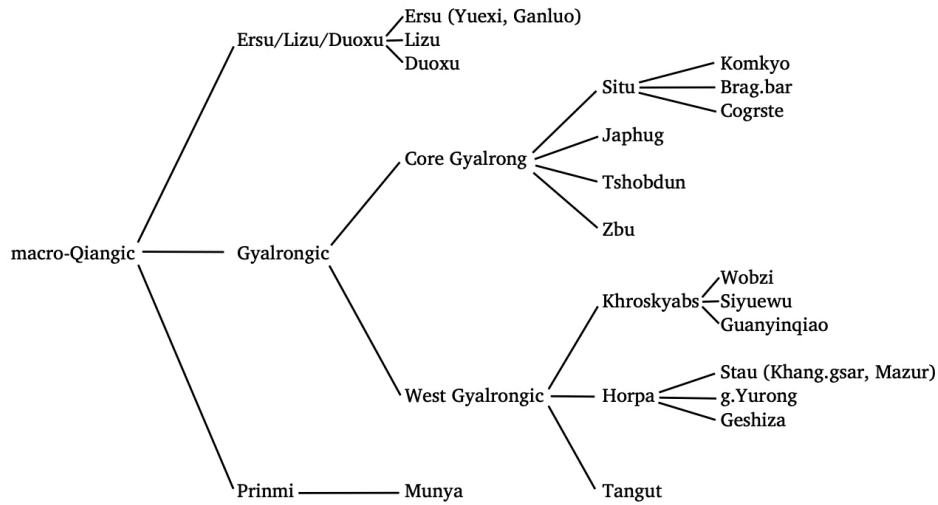 Ersu (Yuexi, Ganluo)
Ersu/Lizu/Duoxu
Lizu
Duoxu
Komkyo
Situ
Brag.bar
Cogrste
Japhug
Core Gyalrong
Tshobdun
Zbu
macro-Qiangic
Gyalrongic
Wobzi
Khroskyabs
Siyuewu
Guanyinqiao
Stau (Khang.gsar, Mazur)
West Gyalrongic
Horpa
g.Yurong
Geshiza
Prinmi
Munya
Tangut